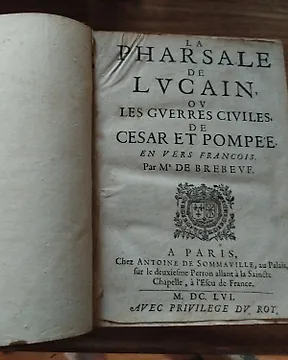 LA
PHARSALE
DE
LVCAIN,
OV
LES GVERRES CIVILES,
DE
CESAR ET POMPE'E.
EN VERS FRANCOIS.
Par Mr DE BREBEVF.
A PARIS,
Chez ANTOINE DE SOMMAVILLE, au Palais,
sur le deuxiesme Perron allant à la Saincte
Chapelle, à l'Escu de France.
M. DC. LVI.
AVEC PRIVILEGE DV ROY.